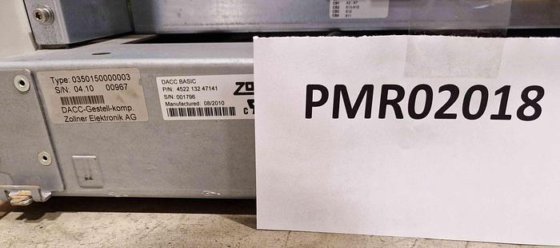 Type: 0350150000003
S/N: 04.10 00967
DACC-Gestell-komp.
Zollner Elektronik AG
DACC BASIC
P/N: 4522 132 47141
S/N: 001796
Manufactured: 08/2010
PMR02018